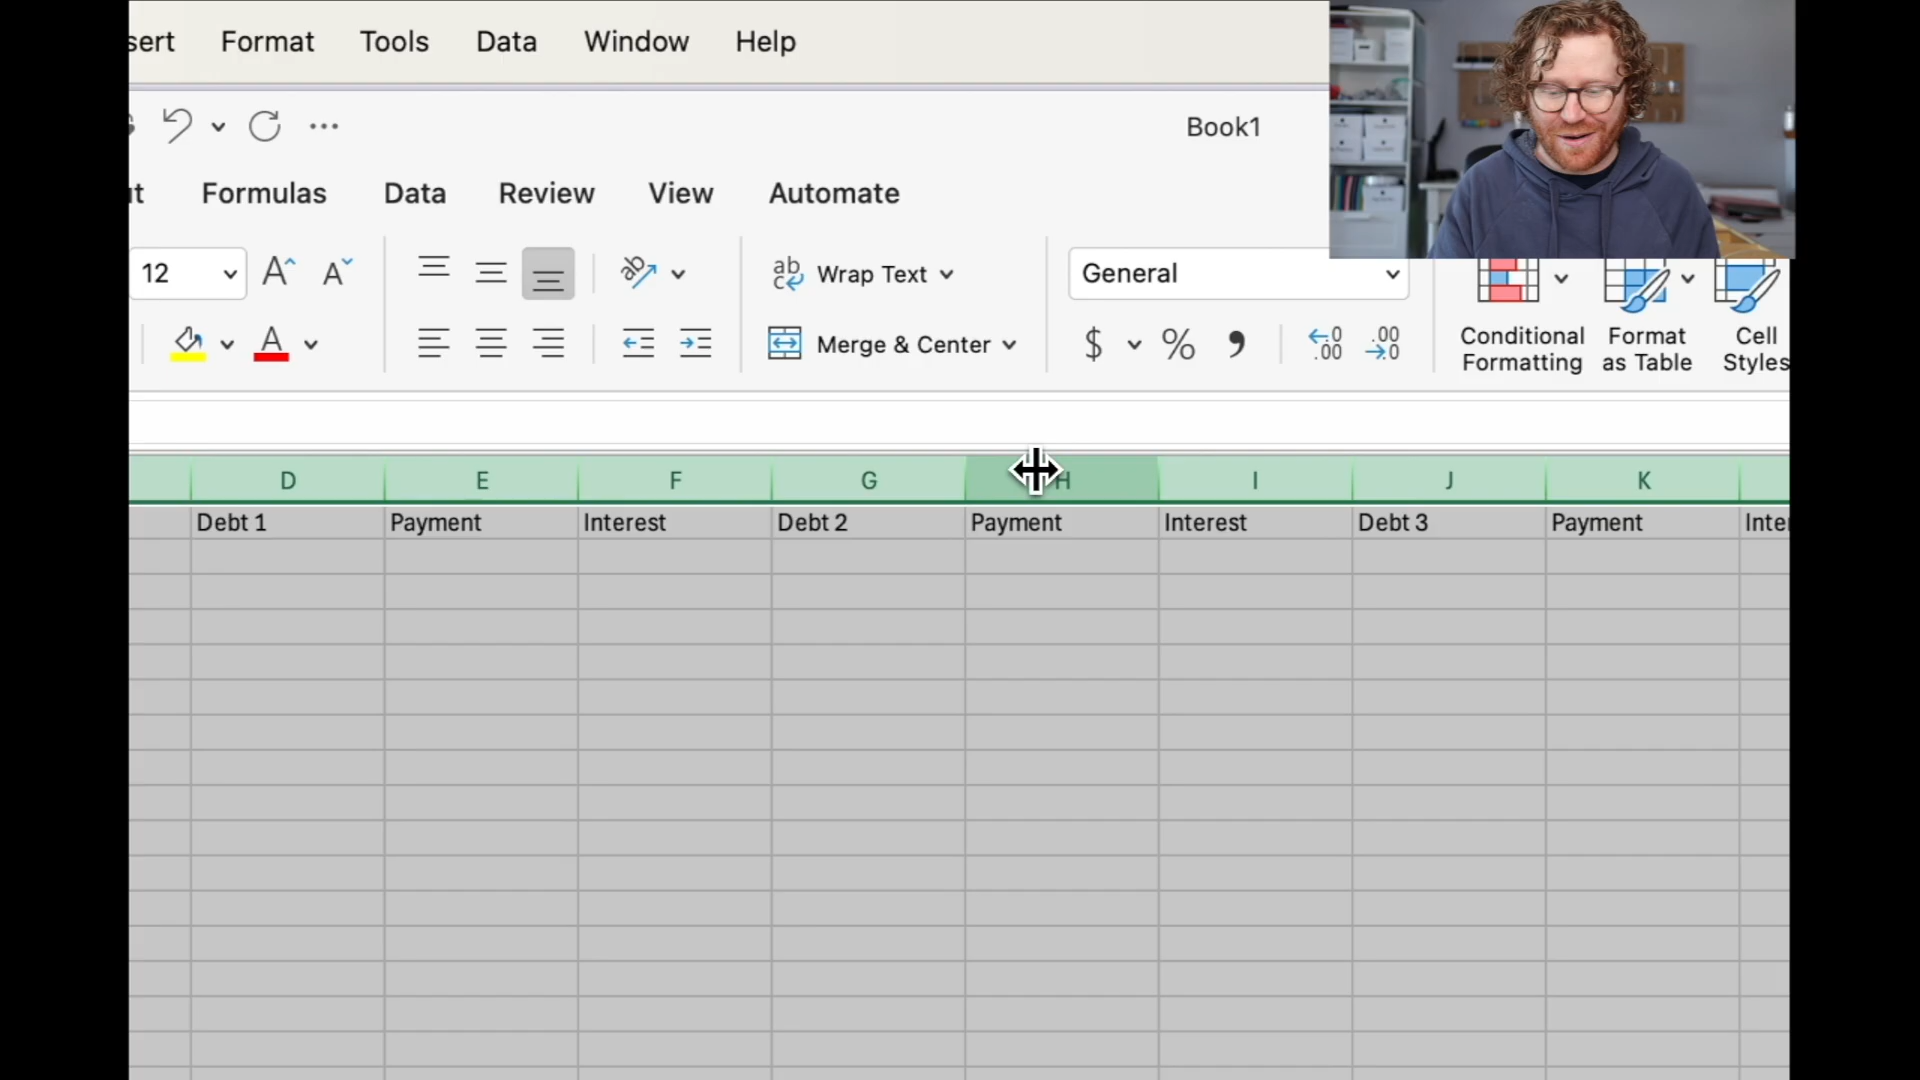 sert Format Tools Data Window Help
Book1
ut Formulas Data Review View Automate
12 A A ab Wrap Text General
A Merge & Center $ % , .00 .00 Conditional Formatting Format as Table Cell Styles
D E F G H I J K
Debt 1 Payment Interest Debt 2 Payment Interest Debt 3 Payment Inte